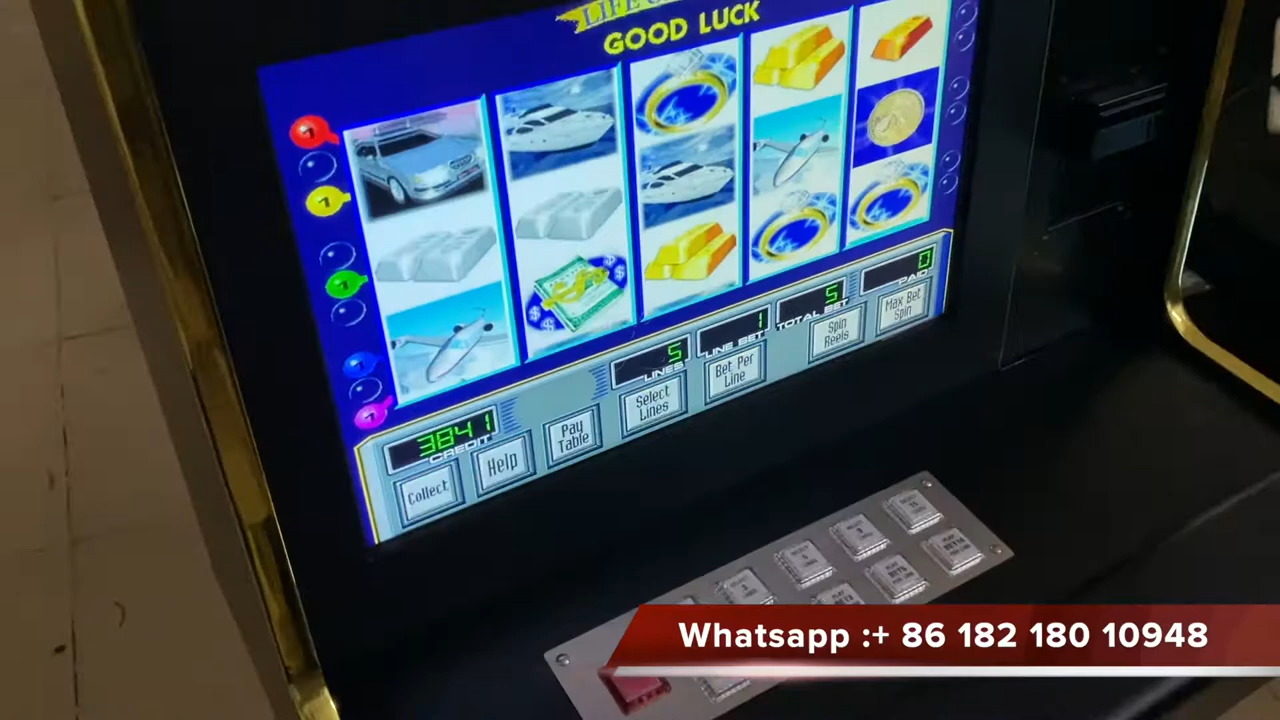 LIFE
GOOD LUCK
3841
CREDIT
5
LINES
1
LINE BET
5
TOTAL BET
0
PAID
Collect
Help
Pay
Table
Select
Lines
Bet Per
Line
Spin
Reels
Max Bet
Spin
Whatsapp :+ 86 182 180 10948